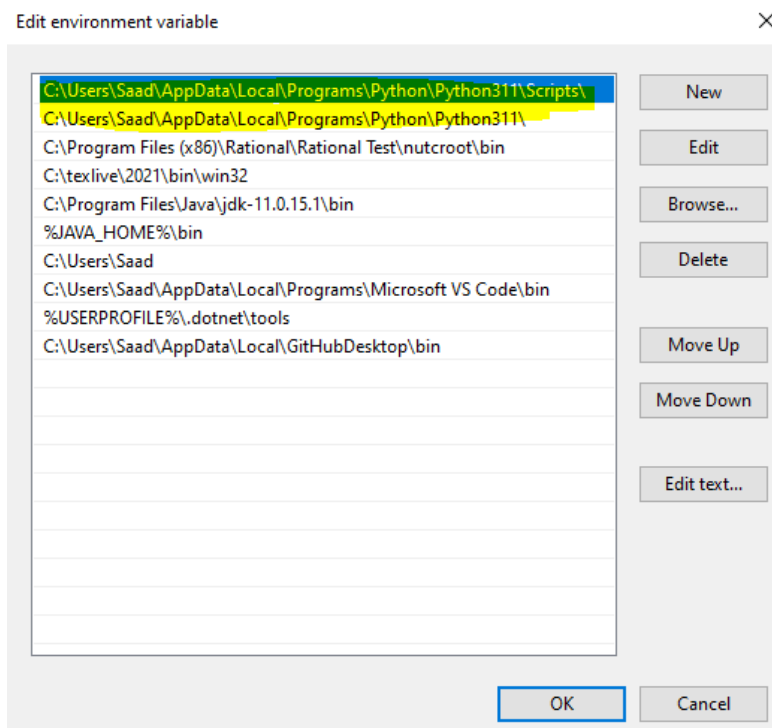 Edit environment variable
C:\Users\Saad\AppData\Local\Programs\Python\Python311\Scripts\
C:\Users\Saad\AppData\Local\Programs\Python\Python311\
C:\Program Files (x86)\Rational\Rational Test\nutcroot\bin
C:\texlive\2021\bin\win32
C:\Program Files\Java\jdk-11.0.15.1\bin
%JAVA_HOME%\bin
C:\Users\Saad
C:\Users\Saad\AppData\Local\Programs\Microsoft VS Code\bin
%USERPROFILE%\.dotnet\tools
C:\Users\Saad\AppData\Local\GitHubDesktop\bin
New
Edit
Browse...
Delete
Move Up
Move Down
Edit text...
OK
Cancel